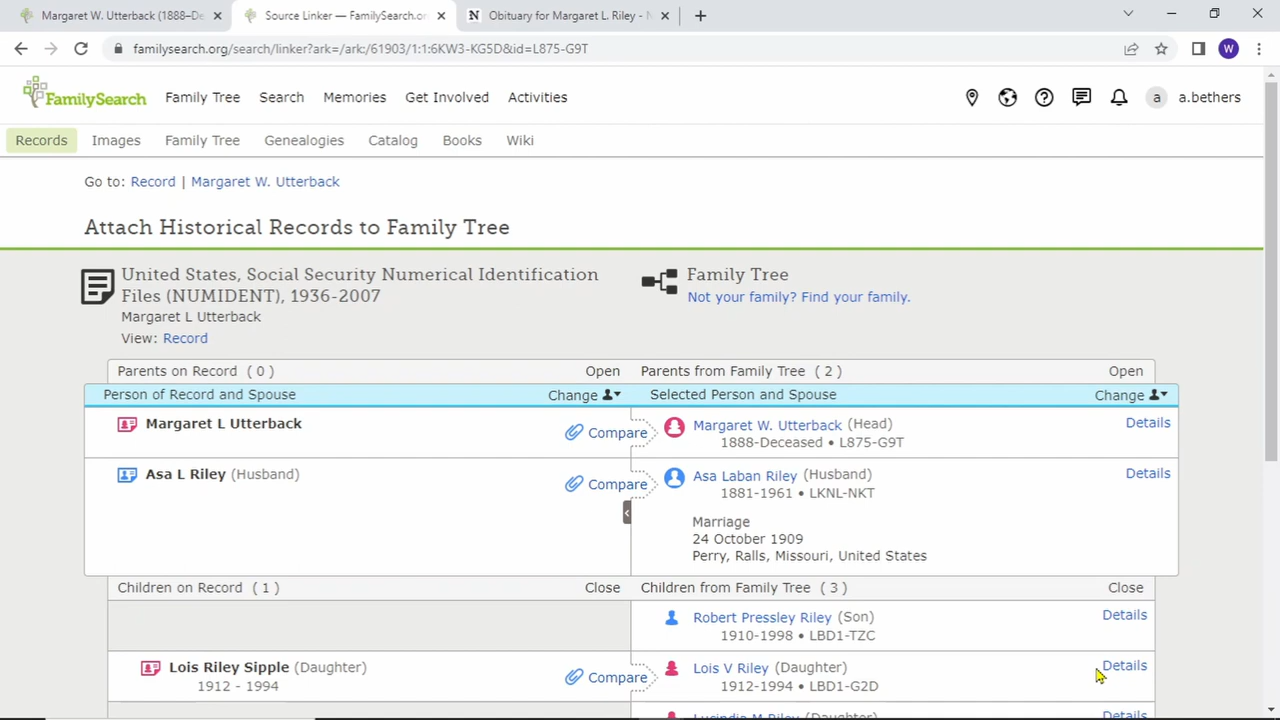 Margaret W. Utterback (1888–De
Source Linker — FamilySearch.or
N Obituary for Margaret L. Riley - N
familysearch.org/search/linker?ark=/ark:/61903/1:1:6KW3-KG5D&id=L875-G9T
W
FamilySearch
Family Tree
Search
Memories
Get Involved
Activities
a
a.bethers
Records
Images
Family Tree
Genealogies
Catalog
Books
Wiki
Go to: Record | Margaret W. Utterback
Attach Historical Records to Family Tree
United States, Social Security Numerical Identification
Files (NUMIDENT), 1936-2007
Margaret L Utterback
View: Record
Family Tree
Not your family? Find your family.
Parents on Record ( 0 )
Open
Parents from Family Tree ( 2 )
Open
Person of Record and Spouse
Change
Selected Person and Spouse
Change
Margaret L Utterback
Compare
Margaret W. Utterback (Head)
1888-Deceased • L875-G9T
Details
Asa L Riley (Husband)
Compare
Asa Laban Riley (Husband)
1881-1961 • LKNL-NKT
Details
Marriage
24 October 1909
Perry, Ralls, Missouri, United States
Children on Record ( 1 )
Close
Children from Family Tree ( 3 )
Close
Robert Pressley Riley (Son)
1910-1998 • LBD1-TZC
Details
Lois Riley Sipple (Daughter)
1912 - 1994
Compare
Lois V Riley (Daughter)
1912-1994 • LBD1-G2D
Details
Lucindia M Riley (Daughter)
Details